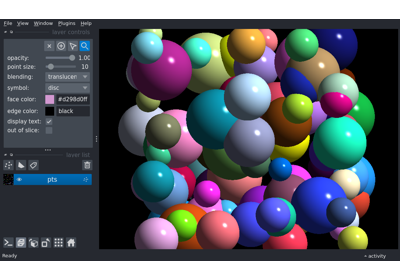 File View Window Plugins Help
layer controls
opacity: 1.00
point size: 10
blending: translucen
symbol: disc
face color: #d298d0ff
edge color: black
display text:
out of slice:
layer list
pts
Ready
activity